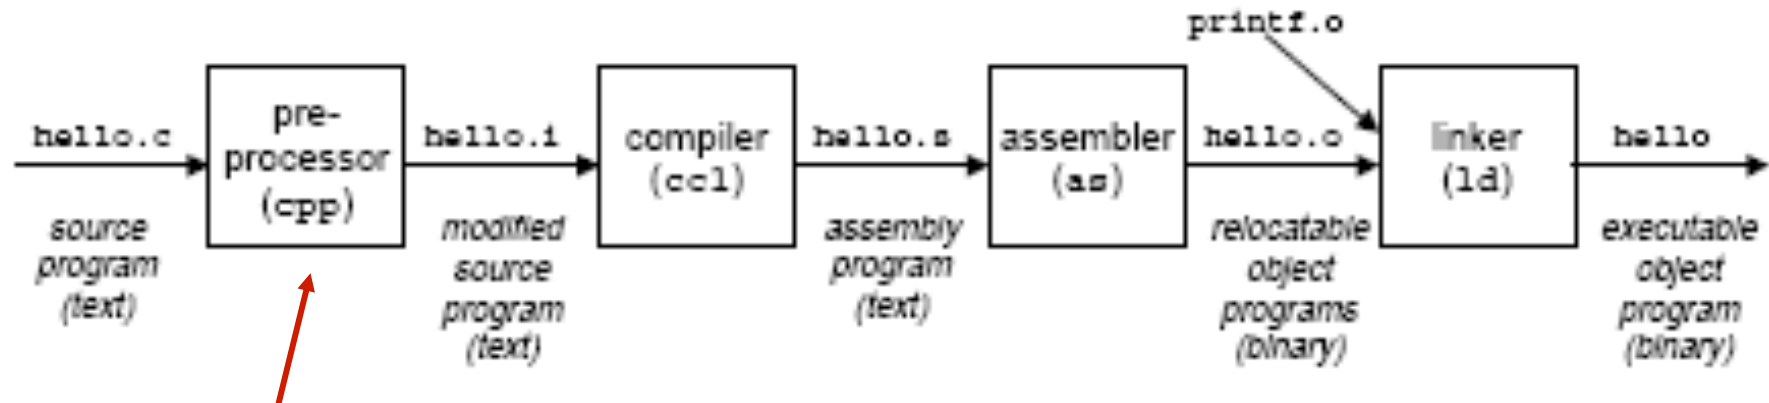 printf.o
hello.c
pre-
processor
(cpp)
hello.i
compiler
(cc1)
hello.s
assembler
(as)
hello.o
linker
(ld)
hello
source
program
(text)
modified
source
program
(text)
assembly
program
(text)
relocatable
object
programs
(binary)
executable
object
program
(binary)